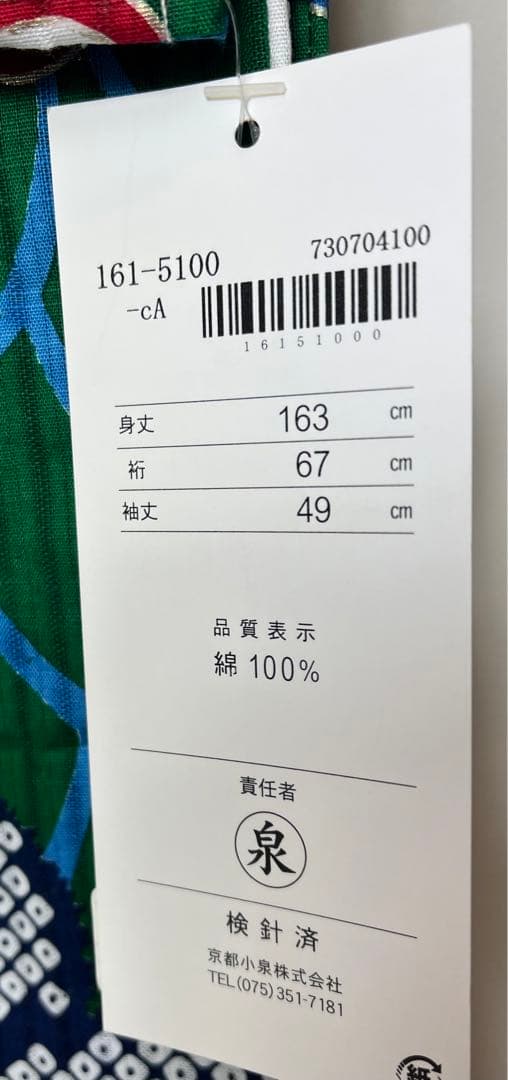 161-5100 730704100
-cA
16151000
身丈 163 cm
裄 67 cm
袖丈 49 cm
品質表示
綿 100%
責任者
泉
検針済
京都小泉株式会社
TEL(075)351-7181
紙